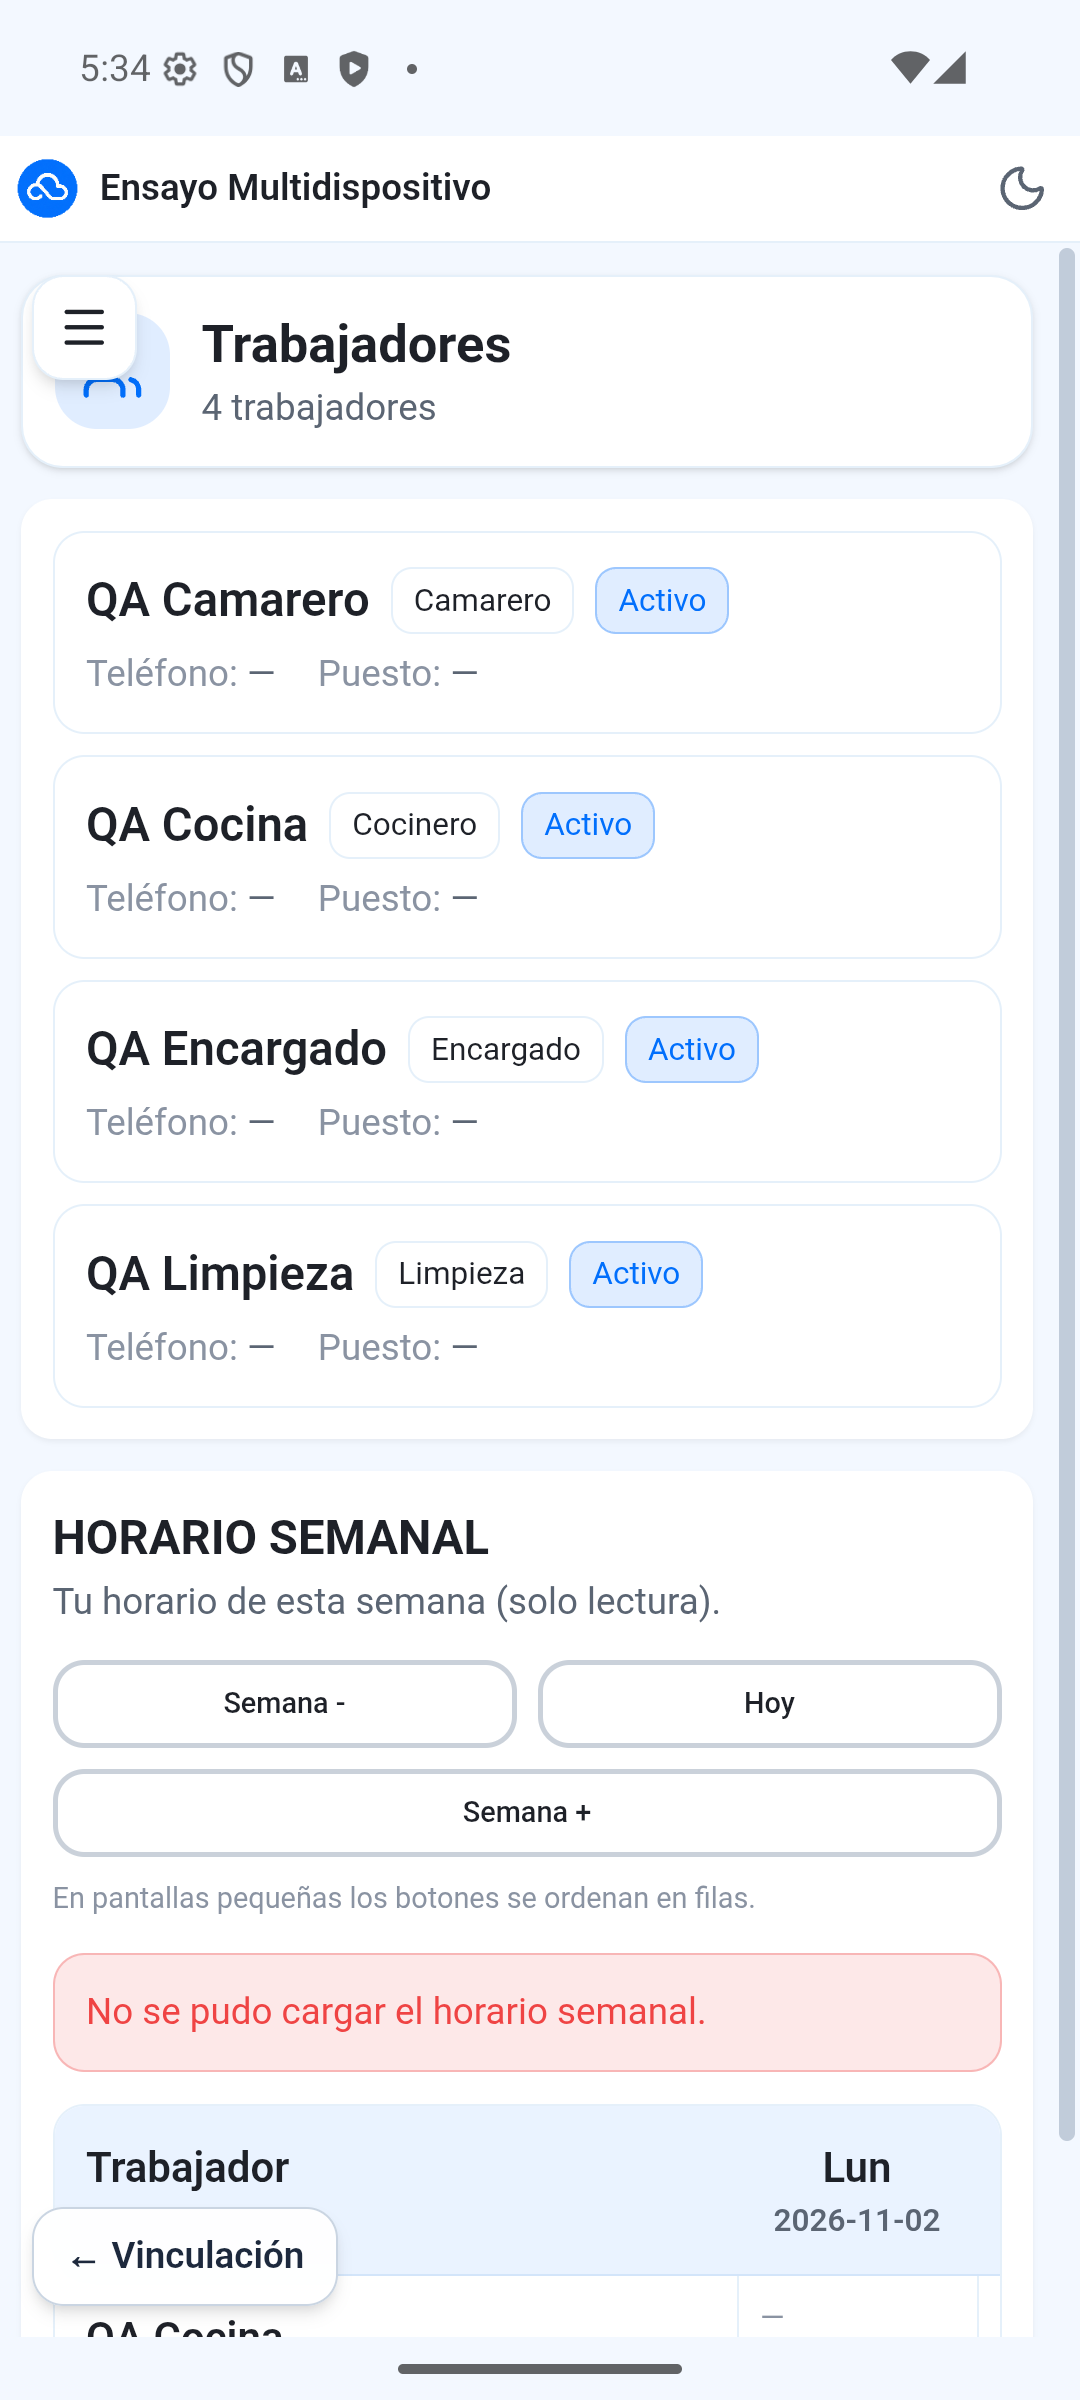 5:34
Ensayo Multidispositivo
Trabajadores
4 trabajadores
QA Camarero Camarero Activo
Teléfono: — Puesto: —
QA Cocina Cocinero Activo
Teléfono: — Puesto: —
QA Encargado Encargado Activo
Teléfono: — Puesto: —
QA Limpieza Limpieza Activo
Teléfono: — Puesto: —
HORARIO SEMANAL
Tu horario de esta semana (solo lectura).
Semana - Hoy
Semana +
En pantallas pequeñas los botones se ordenan en filas.
No se pudo cargar el horario semanal.
Trabajador Lun
2026-11-02
← Vinculación
—
QA Cocina